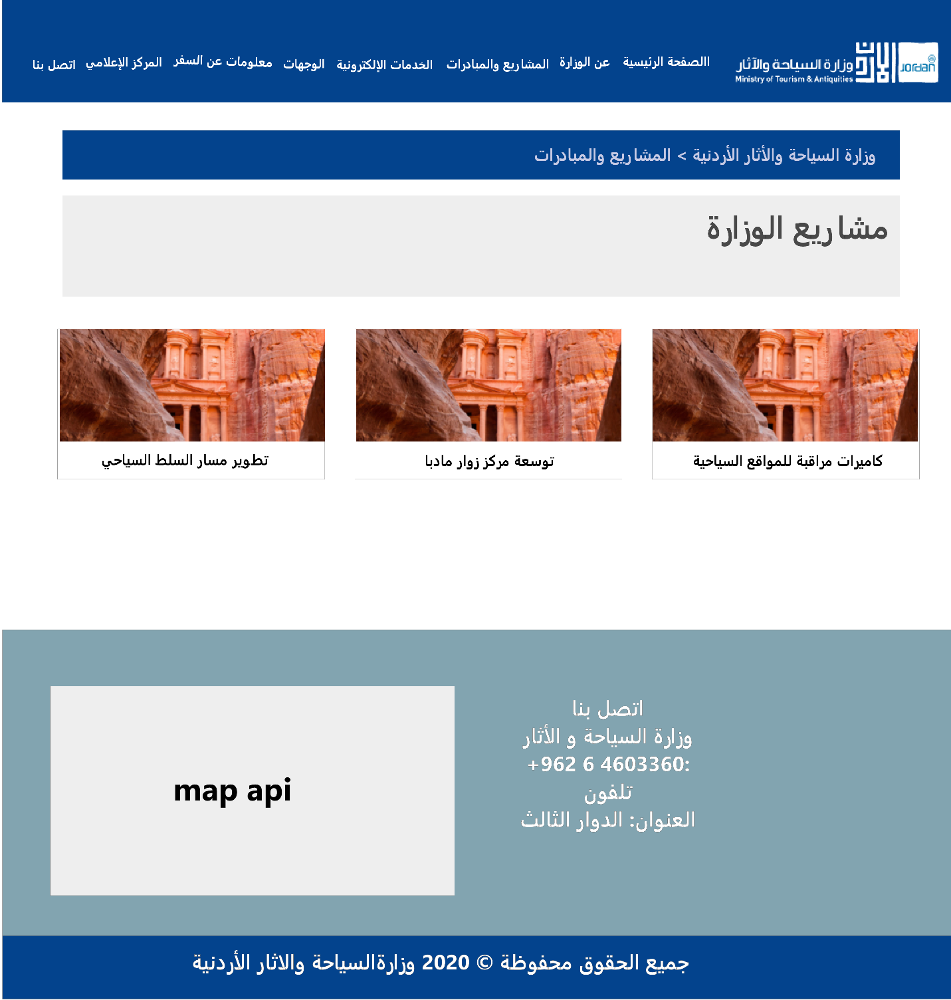 وزارة السياحة والآثار
Ministry of Tourism & Antiquities
الأردن
Jordan
االصفحة الرئيسية
عن الوزارة
المشاريع والمبادرات
الخدمات الإلكترونية
الوجهات
معلومات عن السفر
المركز الإعلامي
اتصل بنا
وزارة السياحة والأثار الأردنية > المشاريع والمبادرات
مشاريع الوزارة
كاميرات مراقبة للمواقع السياحية
توسعة مركز زوار مادبا
تطوير مسار السلط السياحي
اتصل بنا
وزارة السياحة و الأثار
+962 6 4603360:
تلفون
العنوان: الدوار الثالث
map api
جميع الحقوق محفوظة © 2020 وزارةالسياحة والاثار الأردنية